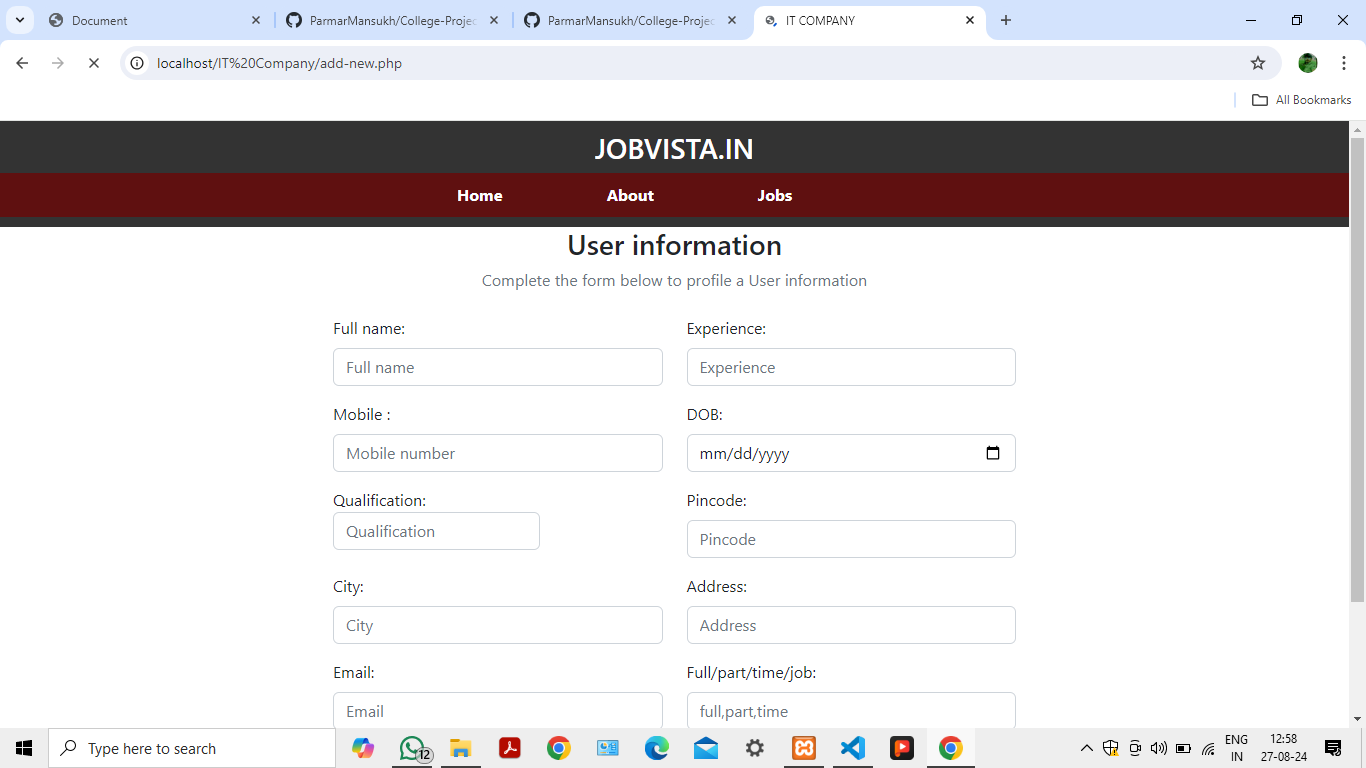 Document
ParmarMansukh/College-Projec
ParmarMansukh/College-Projec
IT COMPANY
localhost/IT%20Company/add-new.php
All Bookmarks
JOBVISTA.IN
Home About Jobs
User information
Complete the form below to profile a User information
Full name: Experience:
Full name Experience
Mobile : DOB:
Mobile number mm/dd/yyyy
Qualification: Pincode:
Qualification Pincode
City: Address:
City Address
Email: Full/part/time/job:
Email full,part,time
Type here to search
12
ENG 12:58
IN 27-08-24